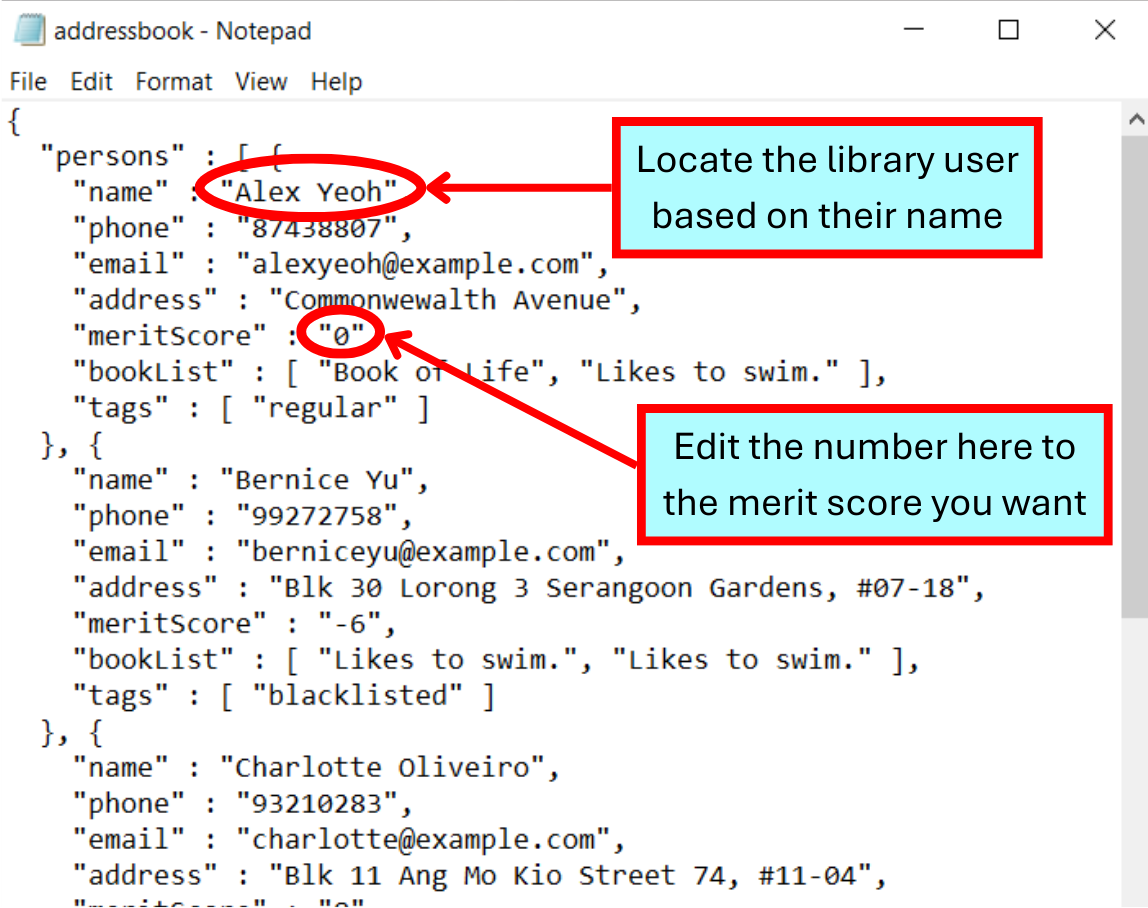 addressbook - Notepad
File Edit Format View Help
{
"persons" : [ {
"name" : "Alex Yeoh"
Locate the library user
based on their name
"phone" : "87438807",
"email" : "alexyeoh@example.com",
"address" : "Commonwewalth Avenue",
"meritScore" : "0"
"bookList" : [ "Book of Life", "Likes to swim." ],
"tags" : [ "regular" ]
Edit the number here to
the merit score you want
}, {
"name" : "Bernice Yu",
"phone" : "99272758",
"email" : "berniceyu@example.com",
"address" : "Blk 30 Lorong 3 Serangoon Gardens, #07-18",
"meritScore" : "-6",
"bookList" : [ "Likes to swim.", "Likes to swim." ],
"tags" : [ "blacklisted" ]
}, {
"name" : "Charlotte Oliveiro",
"phone" : "93210283",
"email" : "charlotte@example.com",
"address" : "Blk 11 Ang Mo Kio Street 74, #11-04",
"meritScore" :